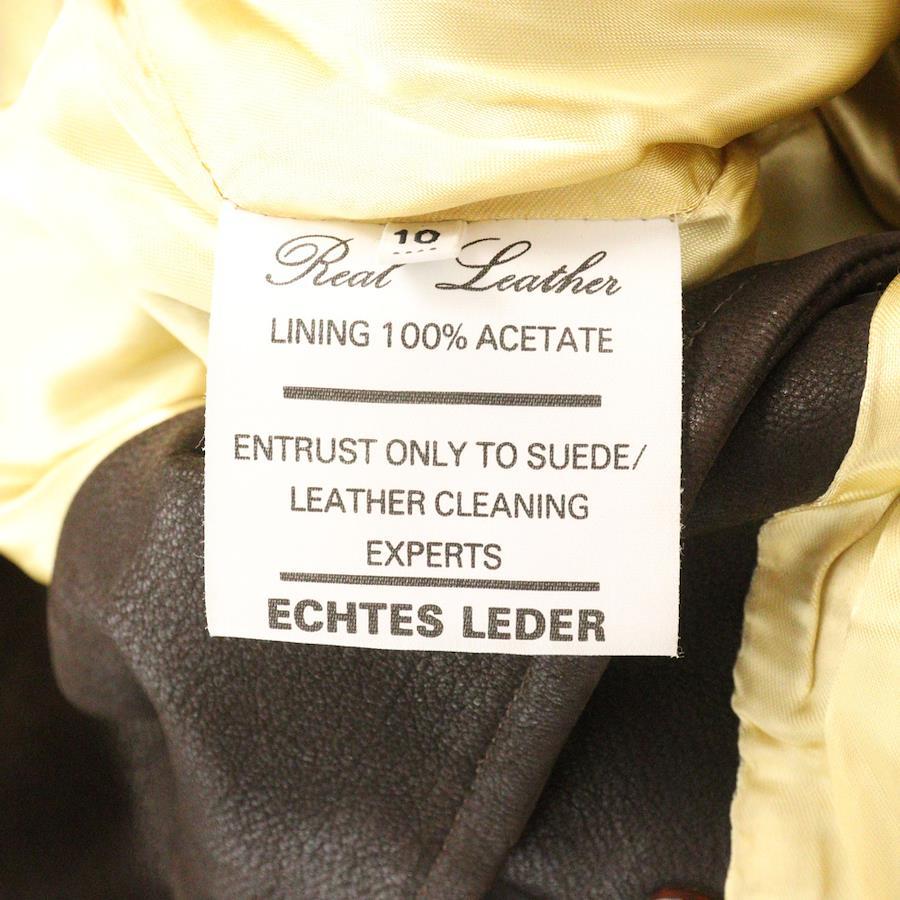 10
Real Leather
LINING 100% ACETATE
ENTRUST ONLY TO SUEDE/
LEATHER CLEANING
EXPERTS
ECHTES LEDER